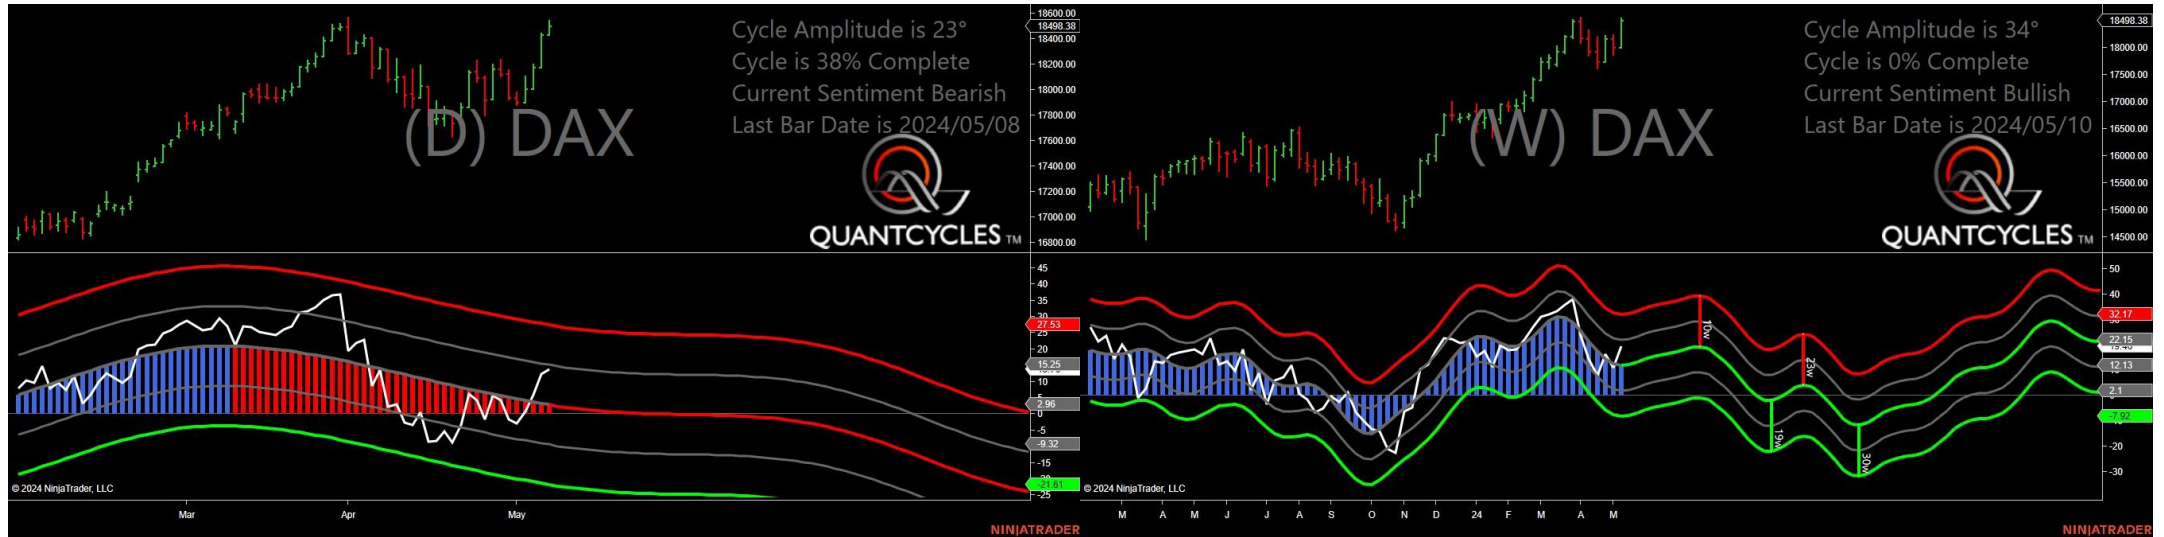 Cycle Amplitude is 23°
Cycle is 38% Complete
Current Sentiment Bearish
Last Bar Date is 2024/05/08
(D) DAX
QUANTCYCLES TM
18600.00
18498.38
18400.00
18200.00
18000.00
17800.00
17600.00
17400.00
17200.00
17000.00
16800.00
45
40
35
30
27.53
25
20
15.25
10
5
2.96
0
-5
-9.32
-15
-21.61
-25
© 2024 NinjaTrader, LLC
Mar Apr May
NINJATRADER
Cycle Amplitude is 34°
Cycle is 0% Complete
Current Sentiment Bullish
Last Bar Date is 2024/05/10
(W) DAX
QUANTCYCLES TM
18498.38
18000.00
17500.00
17000.00
16500.00
16000.00
15500.00
15000.00
14500.00
50
40
32.17
22.15
12.13
2.1
-7.92
-20
-30
10w
23w
19w
30w
© 2024 NinjaTrader, LLC
M A M J J A S O N D 24 F M A M
NINJATRADER